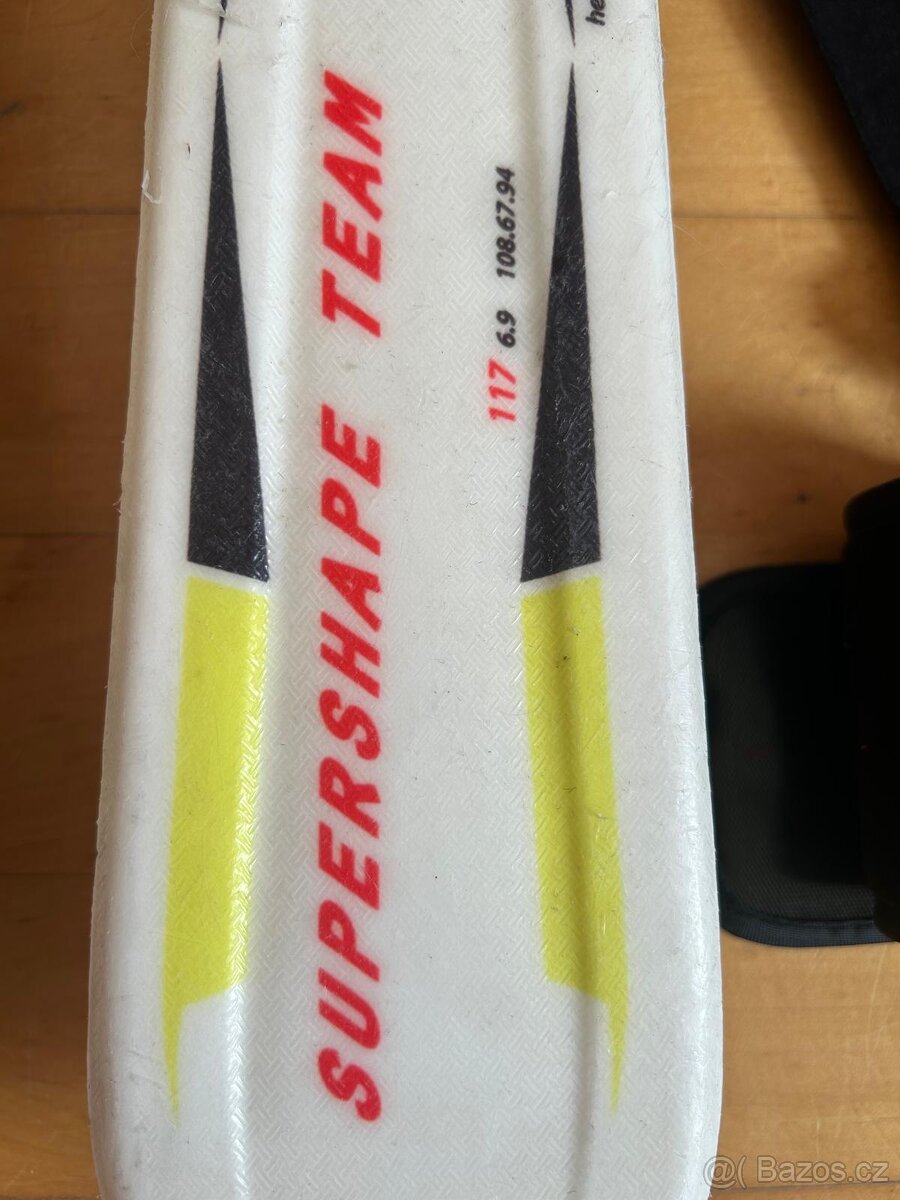 SUPERSHAPE TEAM
117 6.9 108.67.94
he
@( Bazos.cz